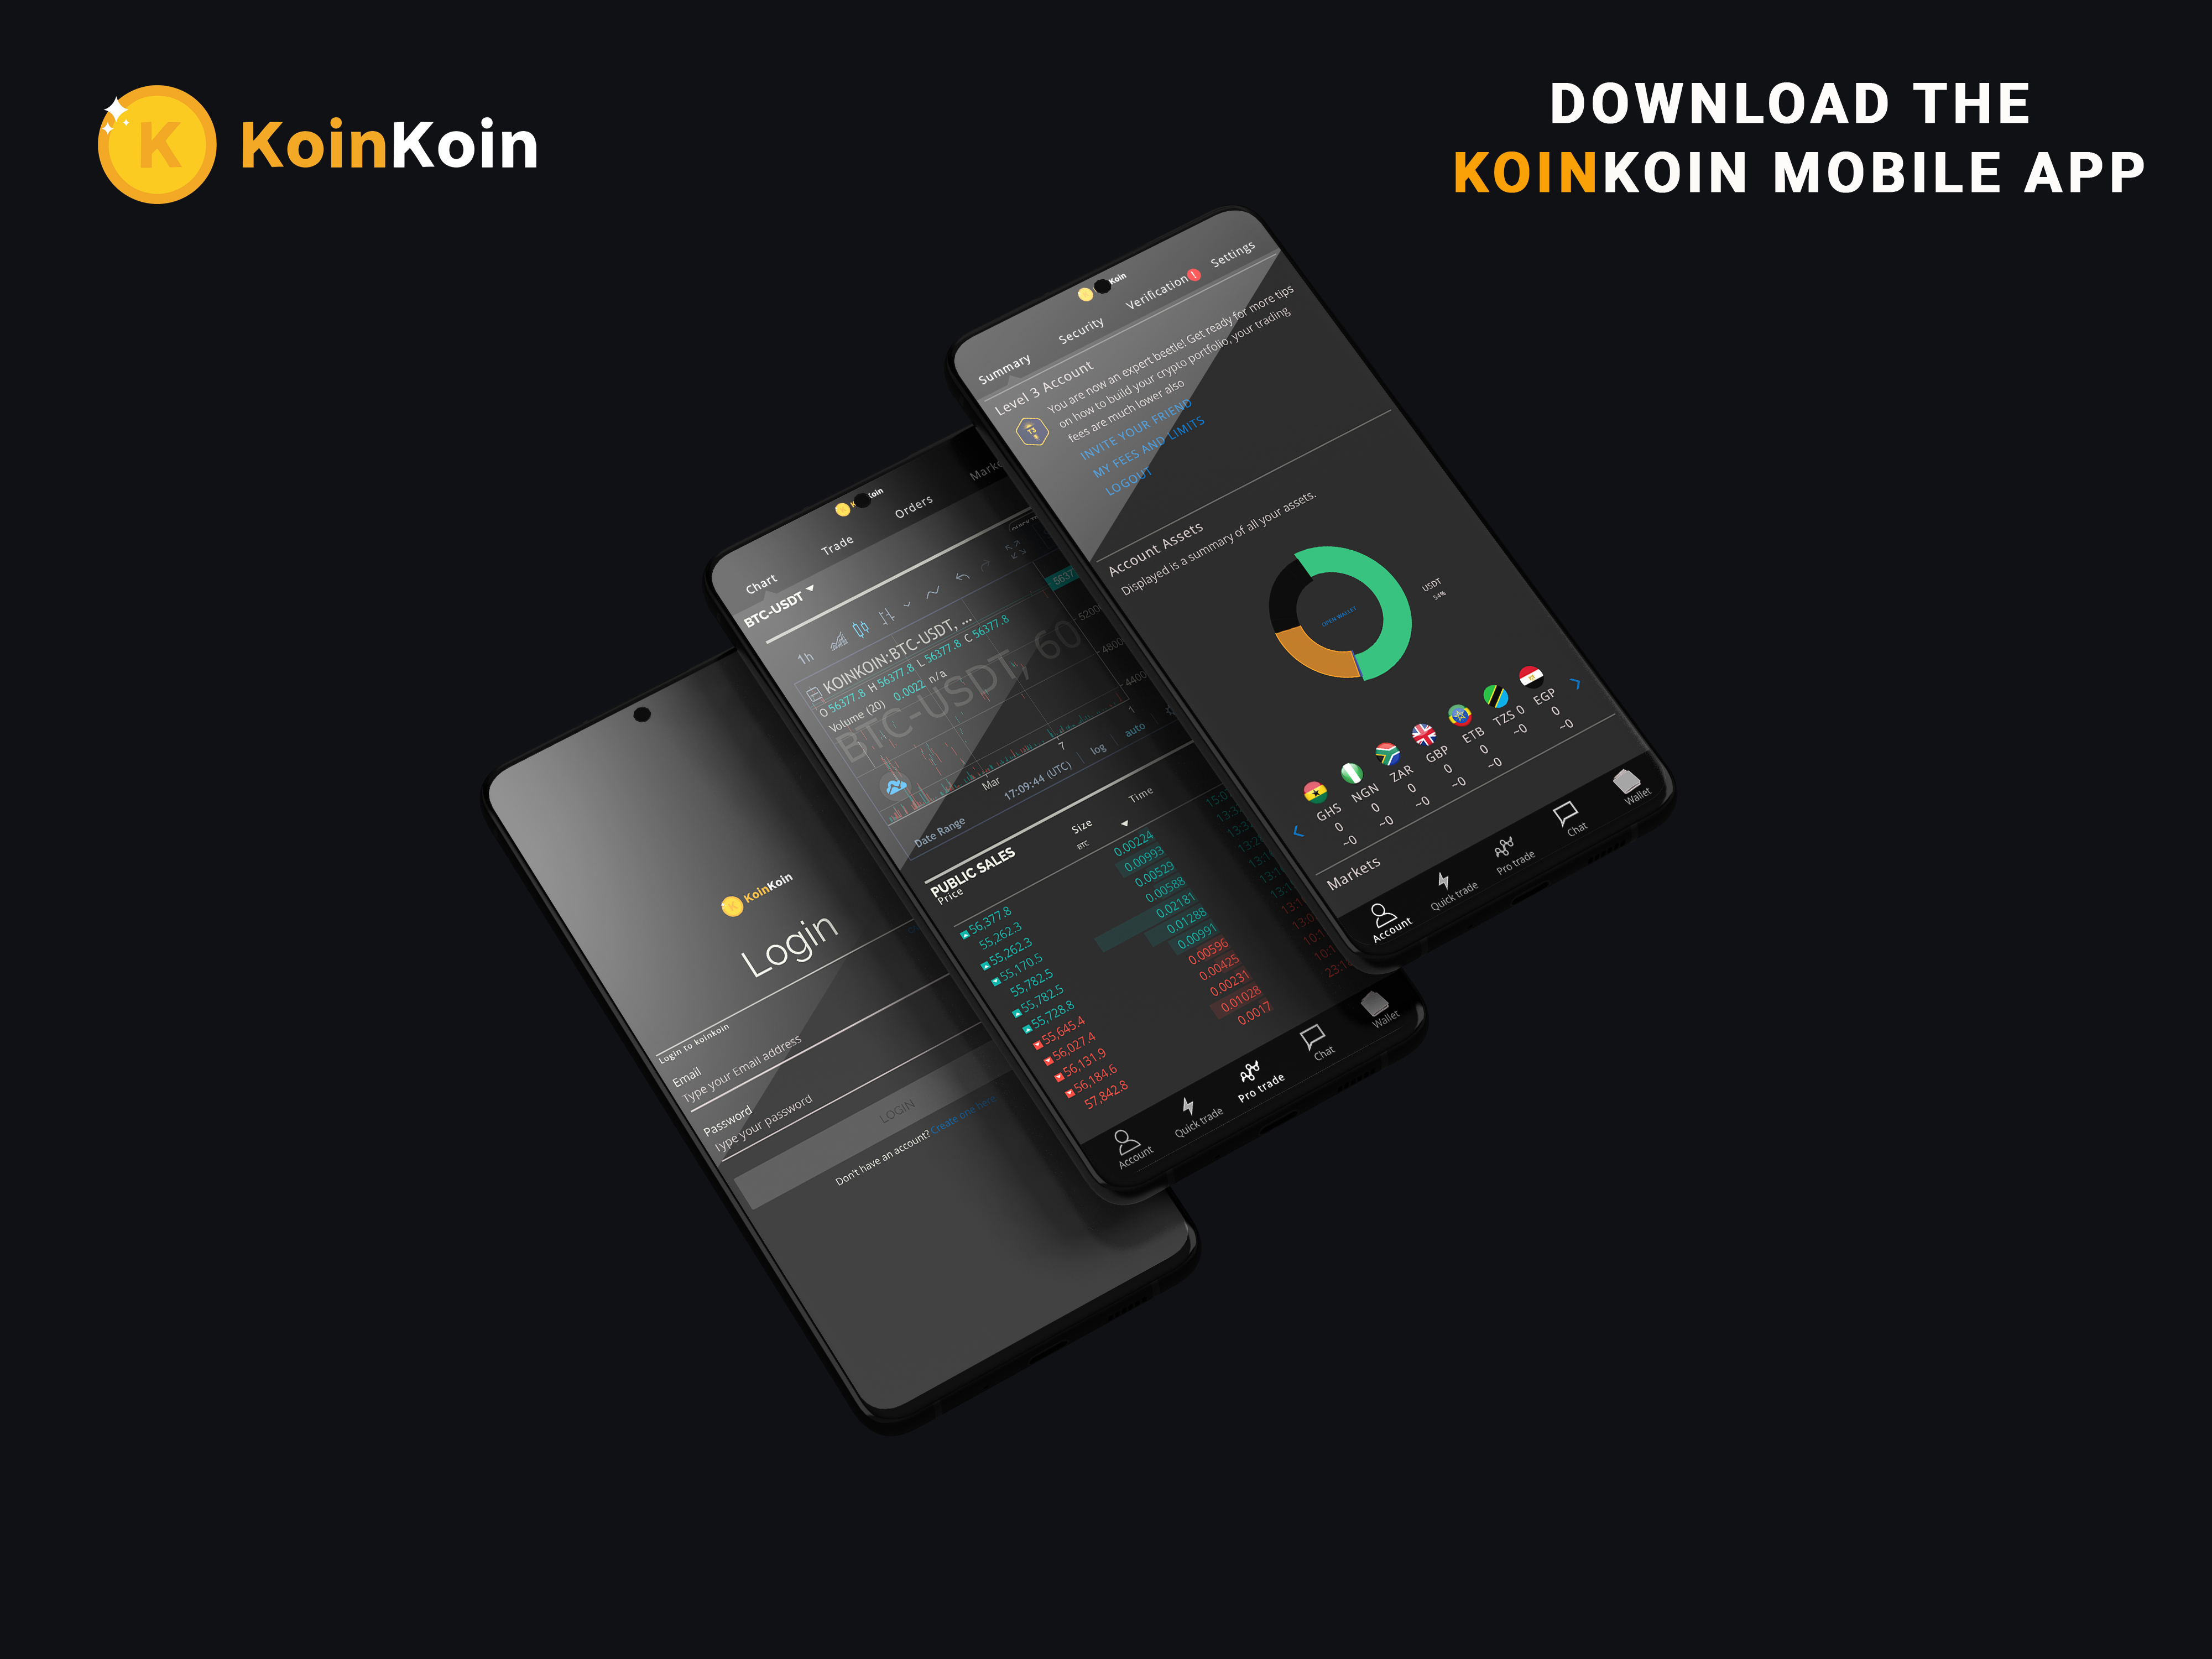 K
KoinKoin
DOWNLOAD THE
KOINKOIN MOBILE APP
Koin
Summary Security Verification ! Settings
Level 3 Account
You are now an expert beetle! Get ready for more tips
on how to build your crypto portfolio, your trading
fees are much lower also
INVITE YOUR FRIEND
MY FEES AND LIMITS
LOGOUT
Account Assets
Displayed is a summary of all your assets.
OPEN WALLET
USDT
54%
GHS NGN ZAR GBP ETB TZS EGP
0 0 0 0 0 0 0
~0 ~0 ~0 ~0 ~0 ~0 ~0
Markets
Account Quick trade Pro trade Chat Wallet
Chart Trade Orders
BTC-USDT
1h
KOINKOIN:BTC-USDT, ...
O 56377.8 H 56377.8 L 56377.8 C 56377.8
Volume (20) 0.0022 n/a
BTC-USDT, 60
Mar 7 1
17:09:44 (UTC) log auto
Date Range
PUBLIC SALES
Price Size Time
BTC
56,377.8 0.00224
55,262.3 0.00993
55,262.3 0.00529
55,170.5 0.00588
55,782.5 0.02181
55,782.5 0.01288
55,728.8 0.00991
55,645.4 0.00596
56,027.4 0.00425
56,131.9 0.00231
56,184.6 0.01028
57,842.8 0.0017
Account Quick trade Pro trade Chat Wallet
KoinKoin
Login
Login to koinkoin
Email
Type your Email address
Password
Type your password
LOGIN
Don't have an account? Create one here